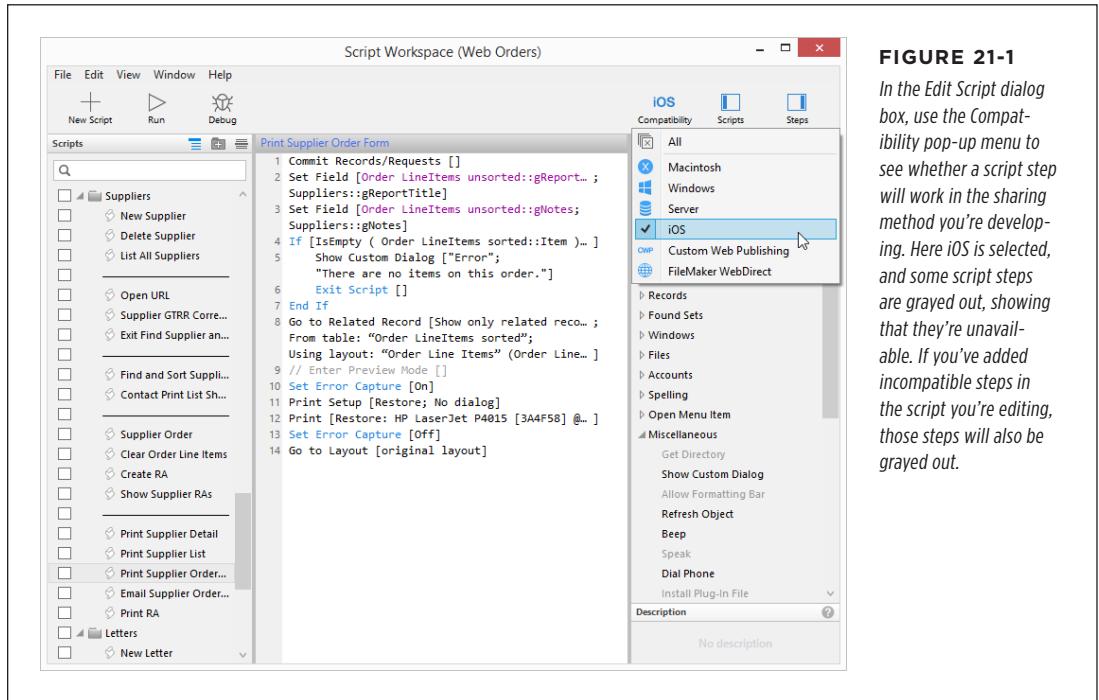 Script Workspace (Web Orders)
File Edit View Window Help
New Script Run Debug
iOS
Compatibility Scripts Steps
Scripts
Suppliers
New Supplier
Delete Supplier
List All Suppliers
Open URL
Supplier GTRR Corre...
Exit Find Supplier an...
Find and Sort Suppli...
Contact Print List Sh...
Supplier Order
Clear Order Line Items
Create RA
Show Supplier RAs
Print Supplier Detail
Print Supplier List
Print Supplier Order...
Email Supplier Order...
Print RA
Letters
New Letter
Print Supplier Order Form
1 Commit Records/Requests []
2 Set Field [Order LineItems unsorted::gReport… ;
Suppliers::gReportTitle]
3 Set Field [Order LineItems unsorted::gNotes;
Suppliers::gNotes]
4 If [IsEmpty ( Order LineItems sorted::Item )… ]
5 Show Custom Dialog ["Error";
"There are no items on this order."]
6 Exit Script []
7 End If
8 Go to Related Record [Show only related reco… ;
From table: “Order LineItems sorted”;
Using layout: “Order Line Items” (Order Line… ]
9 // Enter Preview Mode []
10 Set Error Capture [On]
11 Print Setup [Restore; No dialog]
12 Print [Restore: HP LaserJet P4015 [3A4F58] @… ]
13 Set Error Capture [Off]
14 Go to Layout [original layout]
All
Macintosh
Windows
Server
iOS
CWP Custom Web Publishing
FileMaker WebDirect
Records
Found Sets
Windows
Files
Accounts
Spelling
Open Menu Item
Miscellaneous
Get Directory
Show Custom Dialog
Allow Formatting Bar
Refresh Object
Beep
Speak
Dial Phone
Install Plug-In File
Description
No description
FIGURE 21-1
In the Edit Script dialog
box, use the Compat-
ibility pop-up menu to
see whether a script step
will work in the sharing
method you’re develop-
ing. Here iOS is selected,
and some script steps
are grayed out, showing
that they’re unavail-
able. If you’ve added
incompatible steps in
the script you’re editing,
those steps will also be
grayed out.